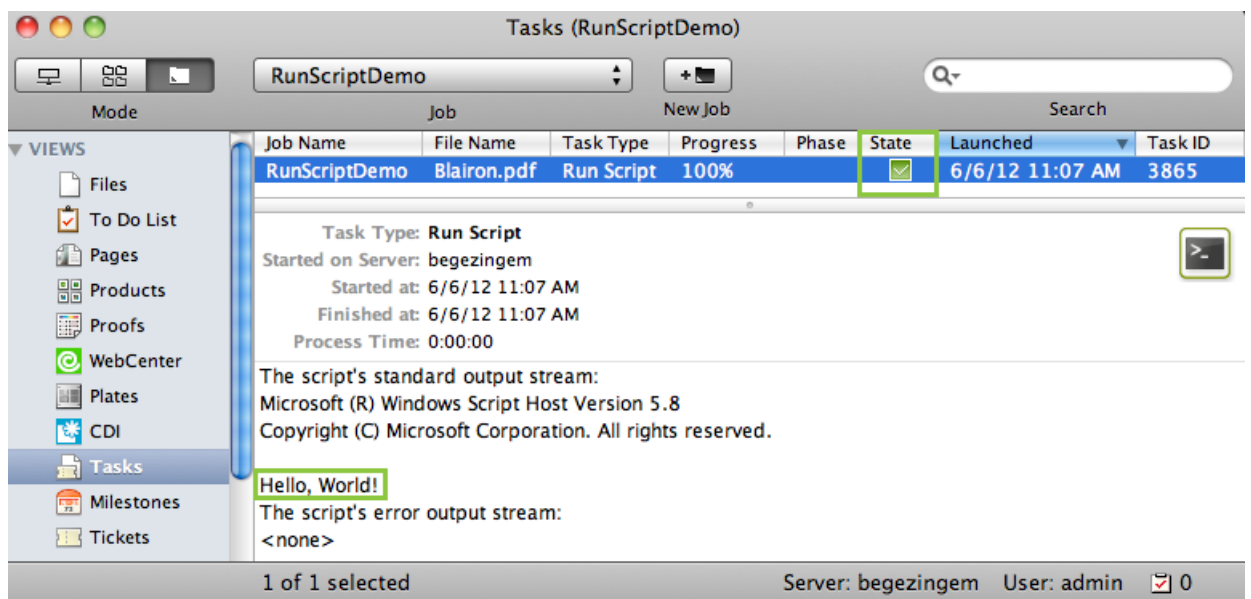 Tasks (RunScriptDemo)
RunScriptDemo
Mode
Job
New Job
Search
VIEWS
Files
To Do List
Pages
Products
Proofs
WebCenter
Plates
CDI
Tasks
Milestones
Tickets
Job Name File Name Task Type Progress Phase State Launched Task ID
RunScriptDemo Blairon.pdf Run Script 100% 6/6/12 11:07 AM 3865
Task Type: Run Script
Started on Server: begezingem
Started at: 6/6/12 11:07 AM
Finished at: 6/6/12 11:07 AM
Process Time: 0:00:00
The script's standard output stream:
Microsoft (R) Windows Script Host Version 5.8
Copyright (C) Microsoft Corporation. All rights reserved.
Hello, World!
The script's error output stream:
<none>
1 of 1 selected
Server: begezingem User: admin 0